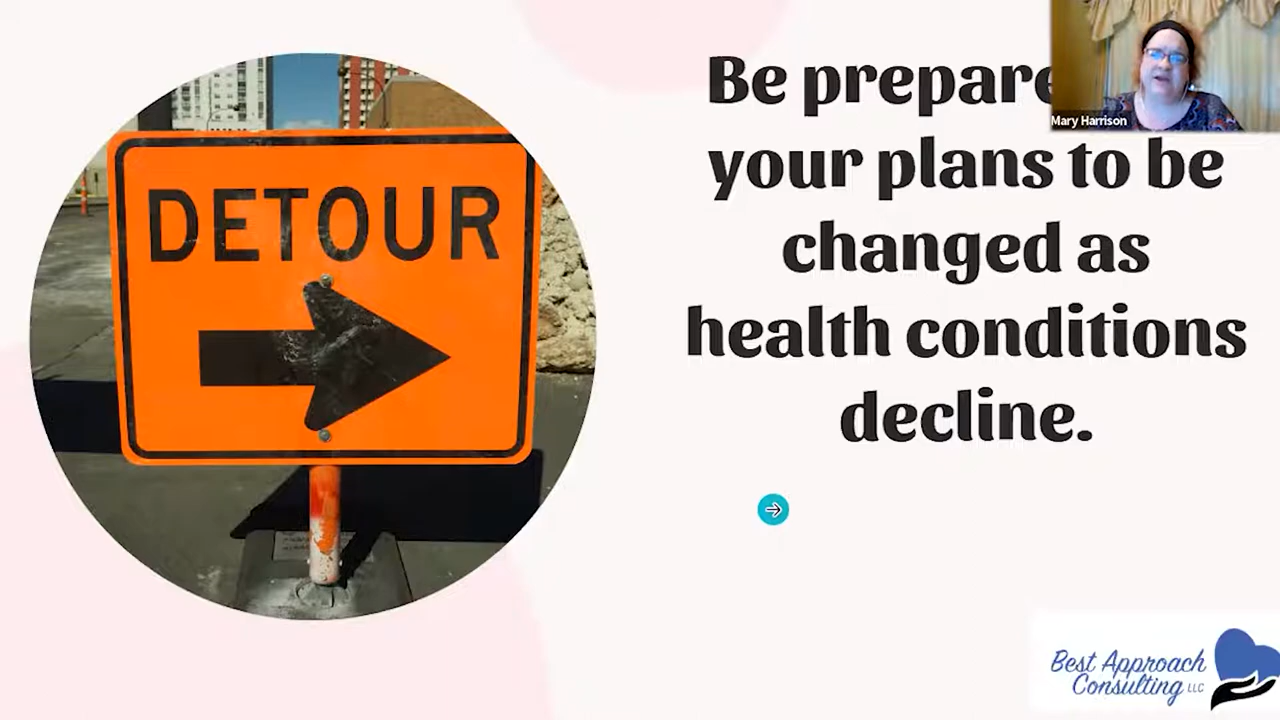 DETOUR
Be prepare
your plans to be
changed as
health conditions
decline.
Mary Harrison
Best Approach
Consulting LLC